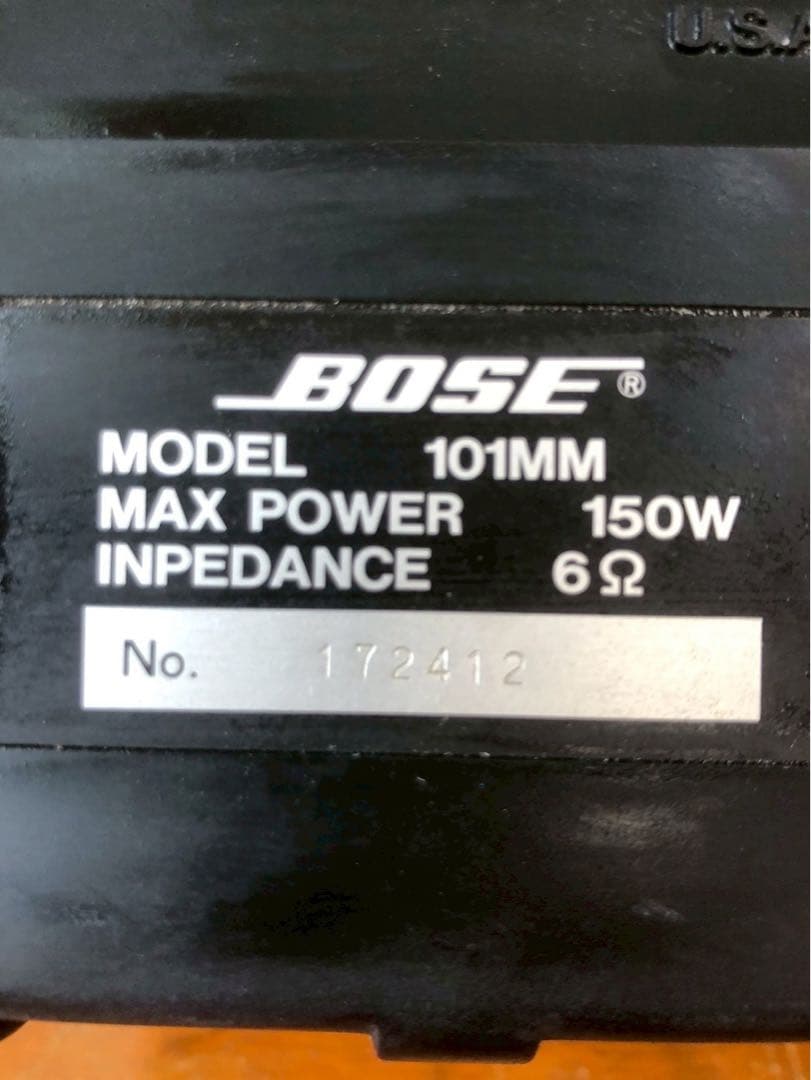 U.S.A
BOSE®
MODEL 101MM
MAX POWER 150W
INPEDANCE 6Ω
No. 172412